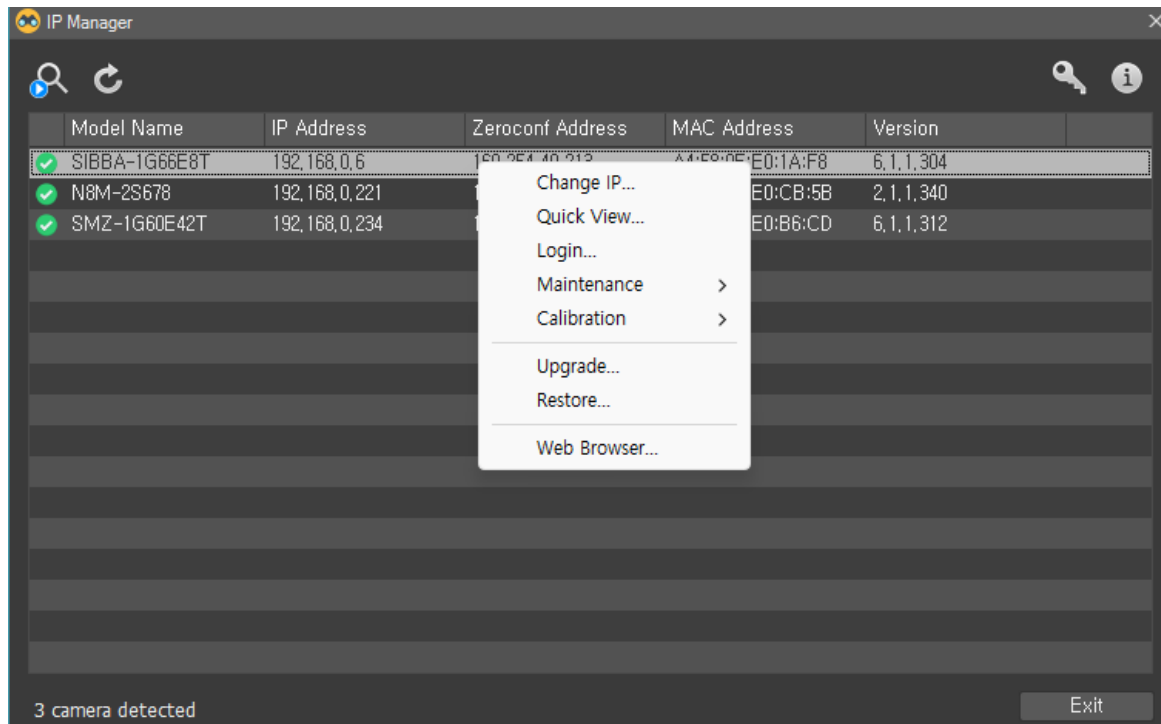 IP Manager
Model Name IP Address Zeroconf Address MAC Address Version
SIBBA-1G66E8T 192,168,0,6 6,1,1,304
N8M-2S678 192,168,0,221 E0:CB:5B 2,1,1,340
SMZ-1G60E42T 192,168,0,234 E0:B6:CD 6,1,1,312
Change IP...
Quick View...
Login...
Maintenance
Calibration
Upgrade...
Restore...
Web Browser...
3 camera detected
Exit